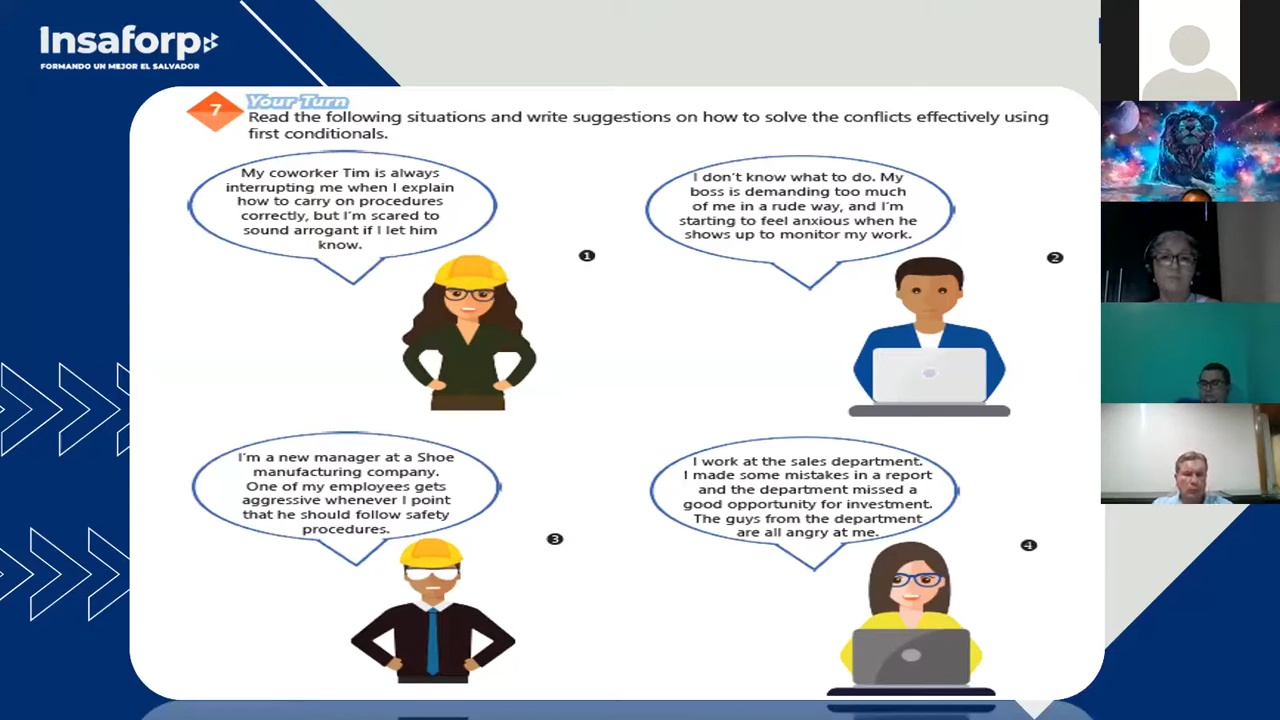 Insaforp
FORMANDO UN MEJOR EL SALVADOR
7
Your Turn
Read the following situations and write suggestions on how to solve the conflicts effectively using
first conditionals.
My coworker Tim is always
interrupting me when I explain
how to carry on procedures
correctly, but I'm scared to
sound arrogant if I let him
know.
1
I don't know what to do. My
boss is demanding too much
of me in a rude way, and I'm
starting to feel anxious when he
shows up to monitor my work.
2
I'm a new manager at a Shoe
manufacturing company.
One of my employees gets
aggressive whenever I point
that he should follow safety
procedures.
3
I work at the sales department.
I made some mistakes in a report
and the department missed a
good opportunity for investment.
The guys from the department
are all angry at me.
4